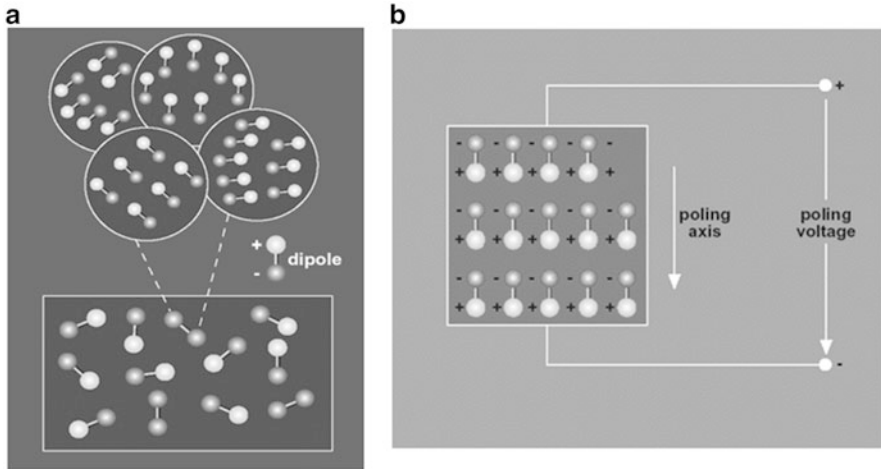 a
+
dipole
-
b
+
- - - - -
+ + + + +
- - - - -
+ + + + +
- - - - -
+ + + + +
poling
axis
poling
voltage
-